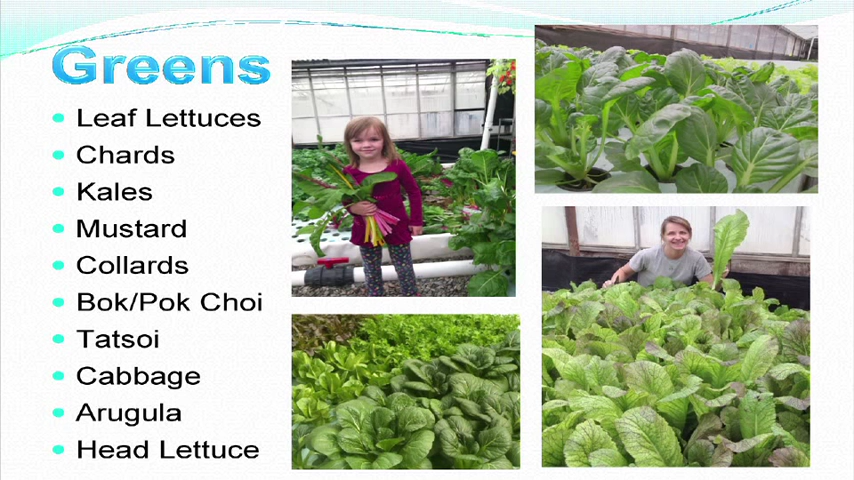 Greens
Leaf Lettuces
Chards
Kales
Mustard
Collards
Bok/Pok Choi
Tatsoi
Cabbage
Arugula
Head Lettuce